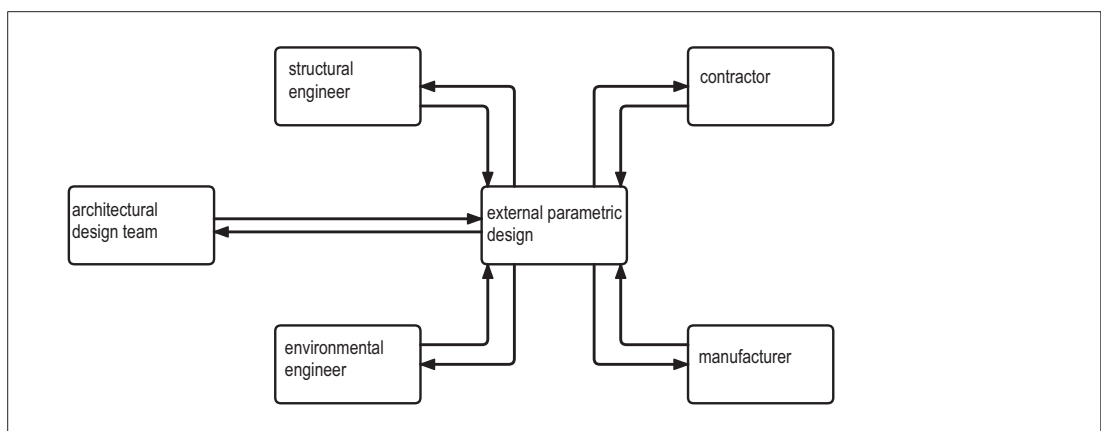 structural
engineer
contractor
architectural
design team
external parametric
design
environmental
engineer
manufacturer